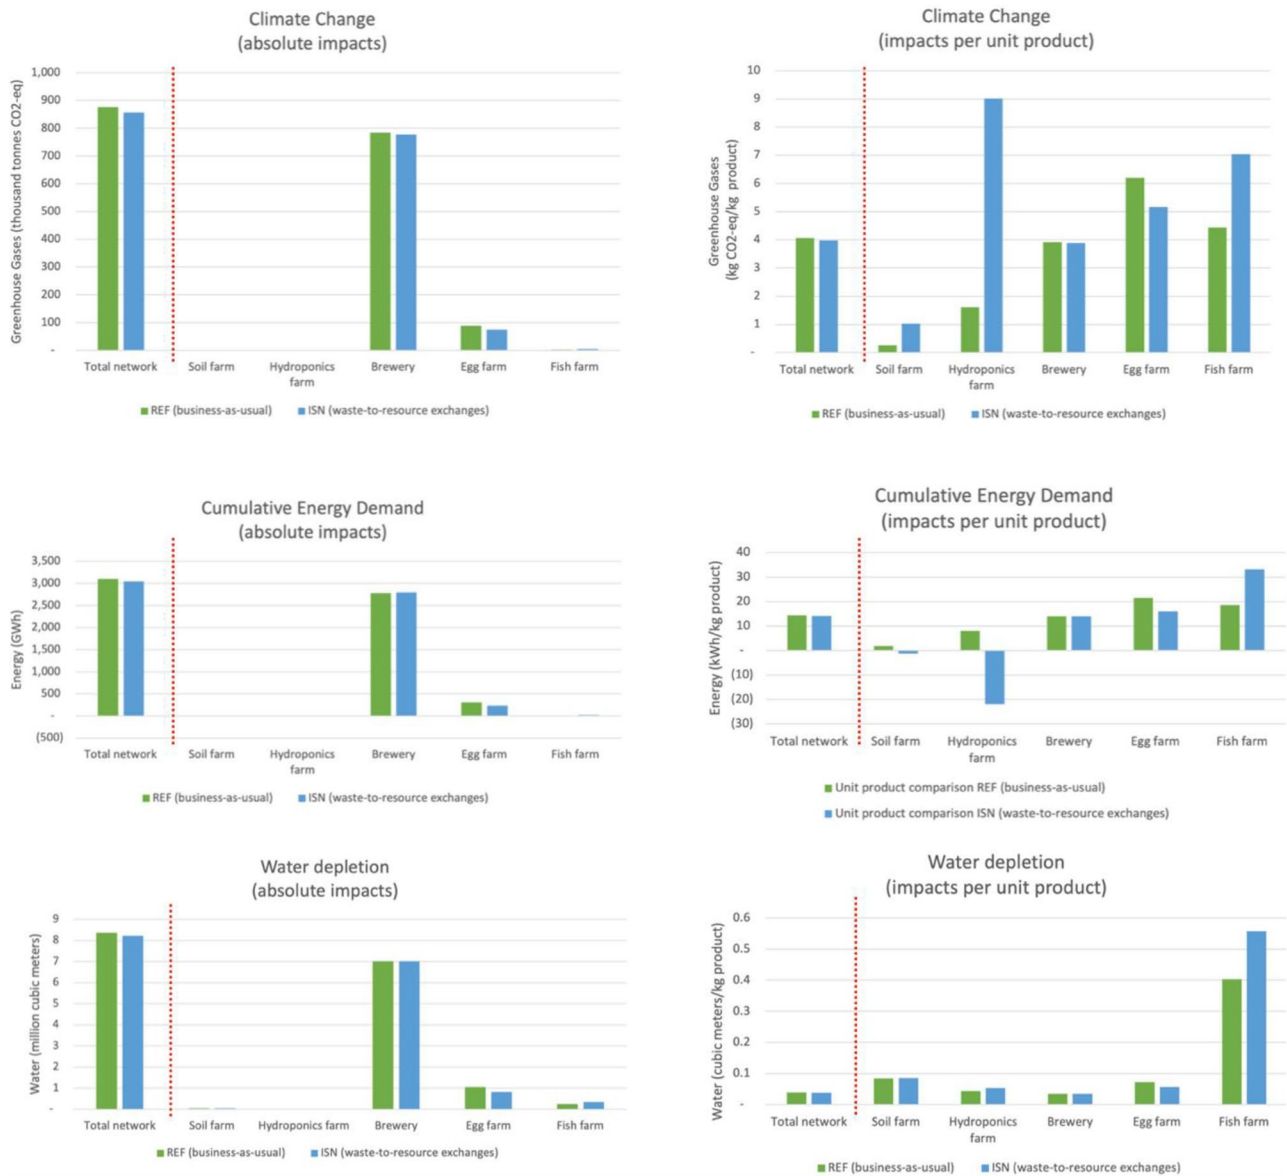 Climate Change
(absolute impacts)
Greenhouse Gases (thousand tonnes CO2-eq)
1,000
900
800
700
600
500
400
300
200
100
-
Total network Soil farm Hydroponics farm Brewery Egg farm Fish farm
REF (business-as-usual) ISN (waste-to-resource exchanges)
Climate Change
(impacts per unit product)
Greenhouse Gases
(kg CO2-eq/kg product)
10
9
8
7
6
5
4
3
2
1
-
Total network Soil farm Hydroponics farm Brewery Egg farm Fish farm
REF (business-as-usual) ISN (waste-to-resource exchanges)
Cumulative Energy Demand
(absolute impacts)
Energy (GWh)
3,500
3,000
2,500
2,000
1,500
1,000
500
-
(500)
Total network Soil farm Hydroponics farm Brewery Egg farm Fish farm
REF (business-as-usual) ISN (waste-to-resource exchanges)
Cumulative Energy Demand
(impacts per unit product)
Energy (kWh/kg product)
40
30
20
10
-
(10)
(20)
(30)
Total network Soil farm Hydroponics farm Brewery Egg farm Fish farm
Unit product comparison REF (business-as-usual)
Unit product comparison ISN (waste-to-resource exchanges)
Water depletion
(absolute impacts)
Water (million cubic meters)
9
8
7
6
5
4
3
2
1
-
Total network Soil farm Hydroponics farm Brewery Egg farm Fish farm
REF (business-as-usual) ISN (waste-to-resource exchanges)
Water depletion
(impacts per unit product)
Water (cubic meters/kg product)
0.6
0.5
0.4
0.3
0.2
0.1
-
Total network Soil farm Hydroponics farm Brewery Egg farm Fish farm
REF (business-as-usual) ISN (waste-to-resource exchanges)